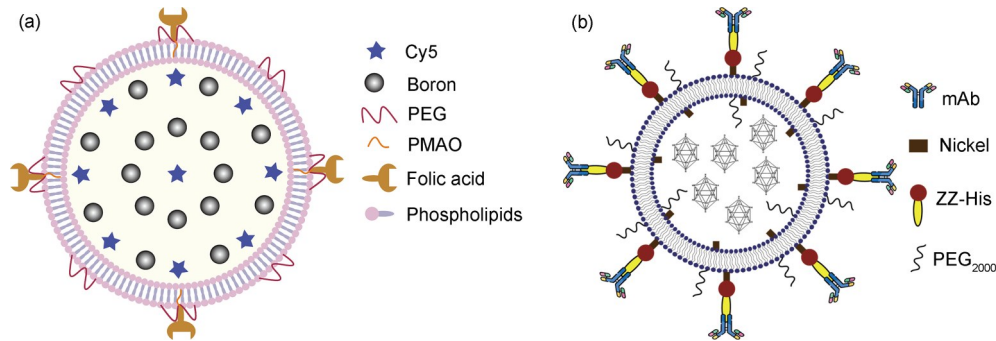 (a)
Cy5
Boron
PEG
PMAO
Folic acid
Phospholipids
(b)
mAb
Nickel
ZZ-His
PEG2000